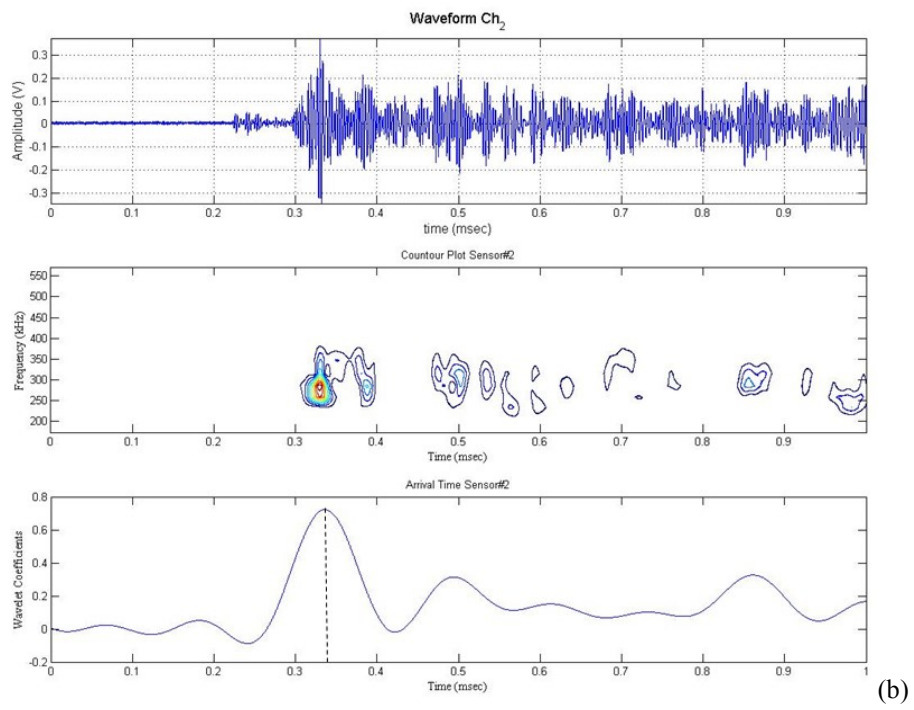 Waveform Ch2
Amplitude (V)
0.3
0.2
0.1
0
-0.1
-0.2
-0.3
0 0.1 0.2 0.3 0.4 0.5 0.6 0.7 0.8 0.9 1
time (msec)
Countour Plot Sensor#2
Frequency (kHz)
550
500
450
400
350
300
250
200
0 0.1 0.2 0.3 0.4 0.5 0.6 0.7 0.8 0.9 1
Time (msec)
Arrival Time Sensor#2
Wavelet Coefficients
0.8
0.6
0.4
0.2
0
-0.2
0 0.1 0.2 0.3 0.4 0.5 0.6 0.7 0.8 0.9 1
Time (msec)
(b)